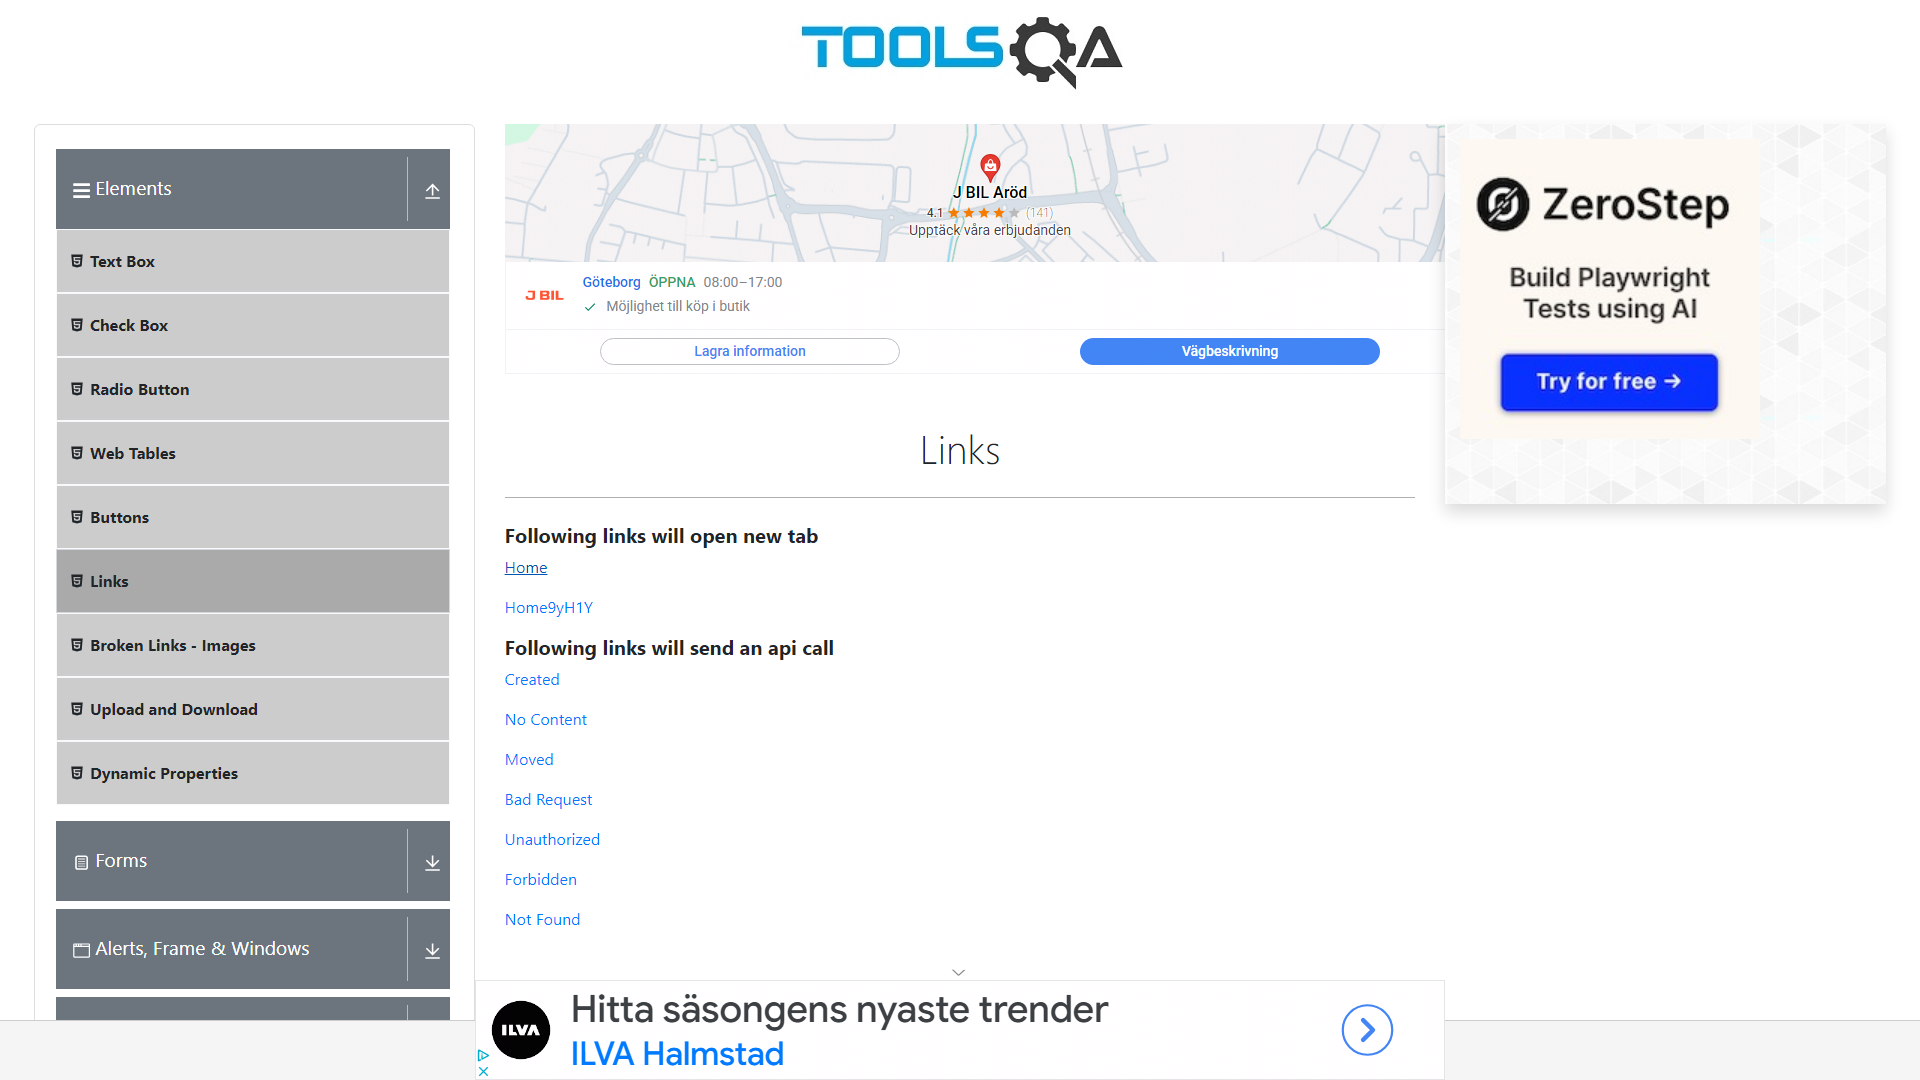 TOOLSQA
Elements
Text Box
Check Box
Radio Button
Web Tables
Buttons
Links
Broken Links - Images
Upload and Download
Dynamic Properties
Forms
Alerts, Frame & Windows
J BIL Aröd
4.1 (141)
Upptäck våra erbjudanden
J BIL
Göteborg ÖPPNA 08:00–17:00
Möjlighet till köp i butik
Lagra information
Vägbeskrivning
Links
Following links will open new tab
Home
Home9yH1Y
Following links will send an api call
Created
No Content
Moved
Bad Request
Unauthorized
Forbidden
Not Found
ZeroStep
Build Playwright
Tests using AI
Try for free →
ILVA
Hitta säsongens nyaste trender
ILVA Halmstad